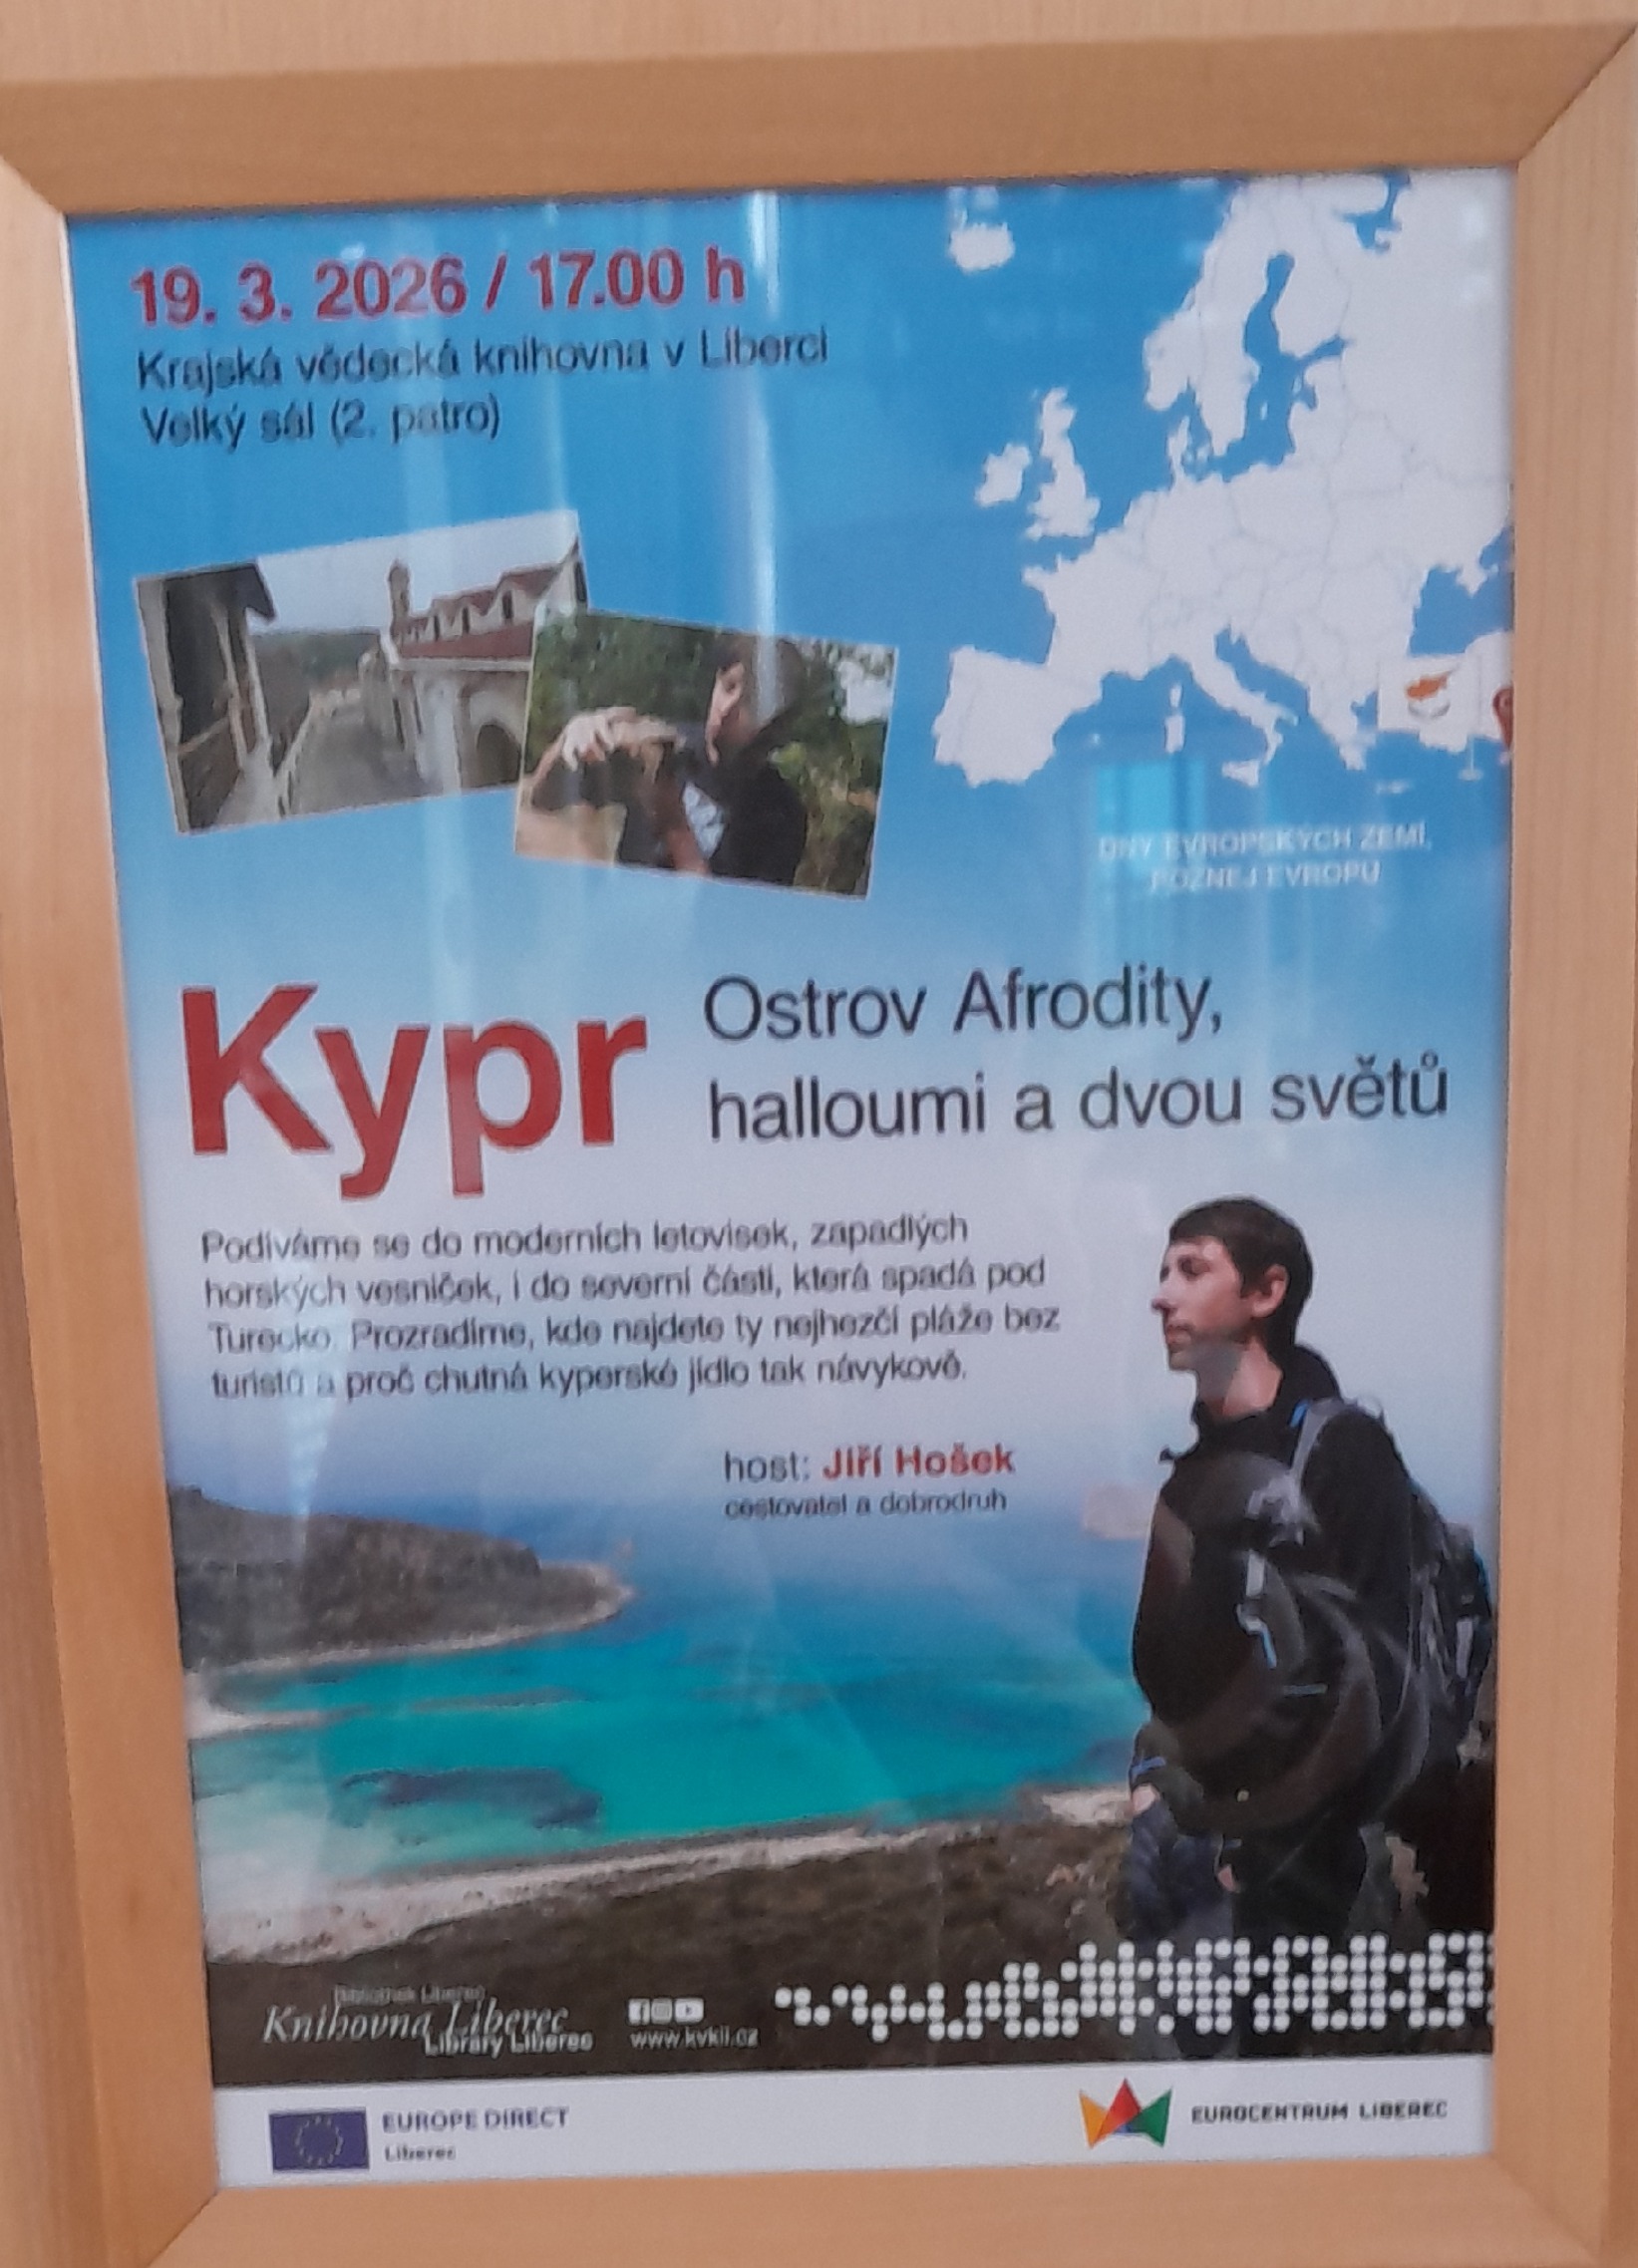 19. 3. 2026 / 17.00 h
Krajská vědecká knihovna v Liberci
Velký sál (2. patro)
DNY EVROPSKÝCH ZEMÍ,
POZNEJ EVROPU
Kypr
Ostrov Afrodity,
halloumi a dvou světů
Podíváme se do moderních letovisek, zapadlých
horských vesniček, i do severní části, která spadá pod
Turecko. Prozradíme, kde najdete ty nejhezčí pláže bez
turistů a proč chutná kyperské jídlo tak návykově.
host: Jiří Hošek
cestovatel a dobrodruh
Bibliothek Liberec
Knihovna Liberec
Library Liberec
www.kvkli.cz
EUROPE DIRECT
Liberec
EUROCENTRUM LIBEREC